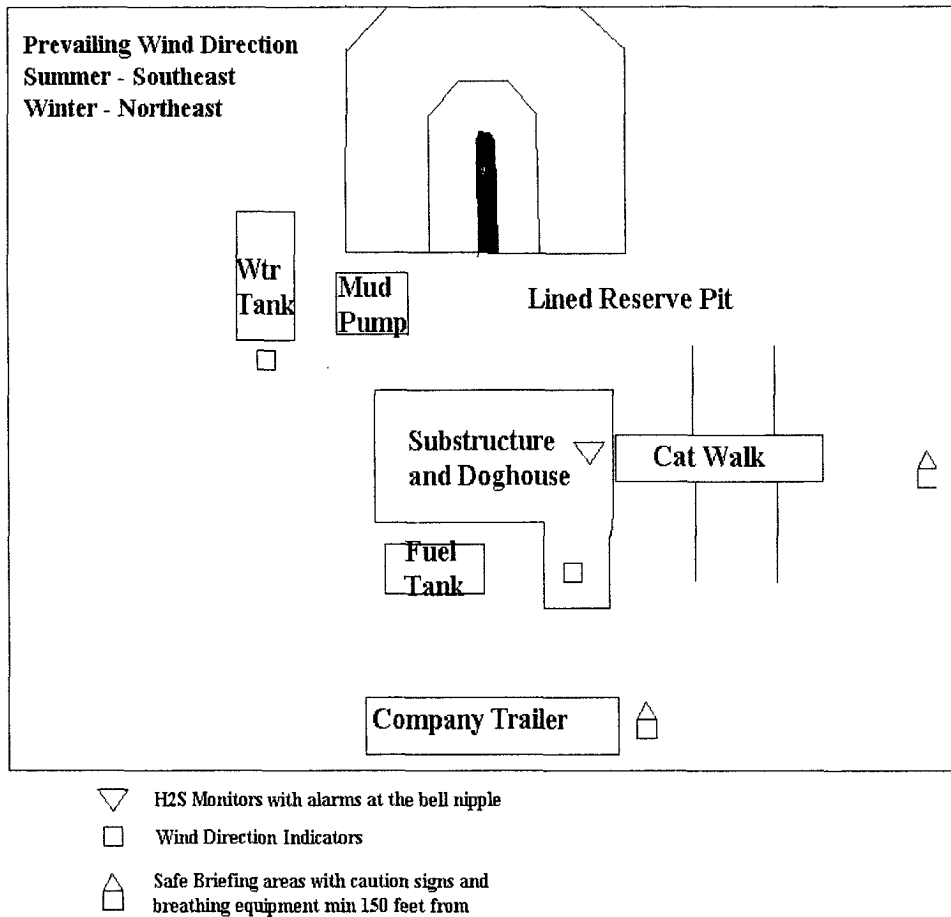 Prevailing Wind Direction
Summer - Southeast
Winter - Northeast
Wtr
Tank
Mud
Pump
Lined Reserve Pit
Substructure
and Doghouse
Cat Walk
Fuel
Tank
Company Trailer
H2S Monitors with alarms at the bell nipple
Wind Direction Indicators
Safe Briefing areas with caution signs and
breathing equipment min 150 feet from